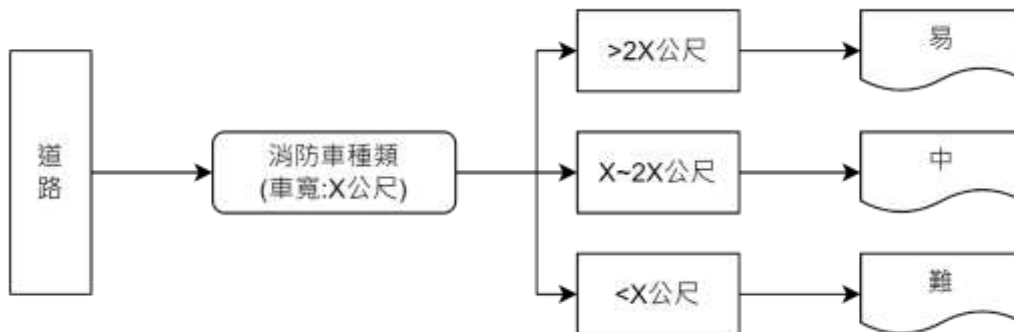 道
路
消防車種類
(車寬:X公尺)
>2X公尺
易
X~2X公尺
中
<X公尺
難